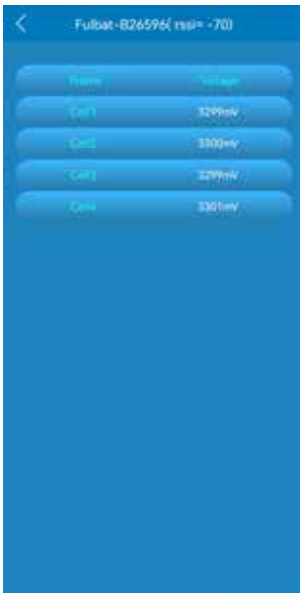 Fulbat-B26596( rssi= -70)
Name Voltage
Cell1 3299mV
Cell2 3300mV
Cell3 3299mV
Cell4 3301mV